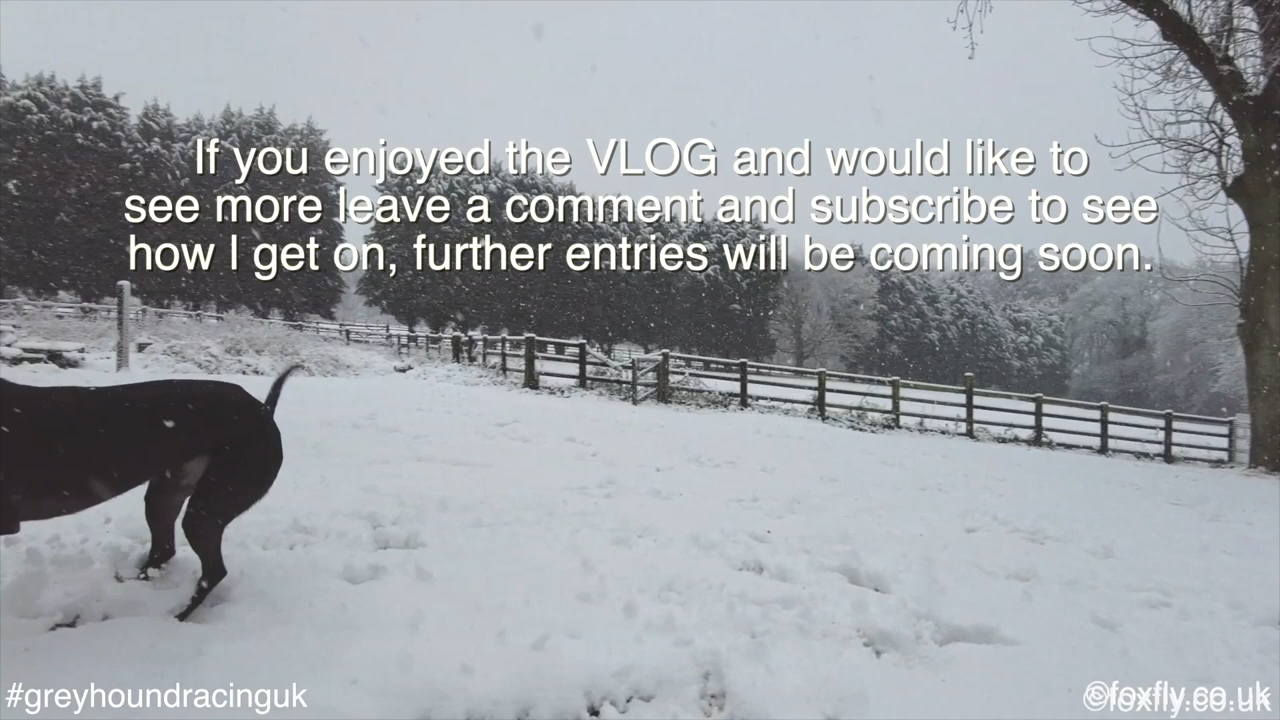 If you enjoyed the VLOG and would like to
see more leave a comment and subscribe to see
how I get on, further entries will be coming soon.
#greyhoundracinguk
©foxfly.co.uk